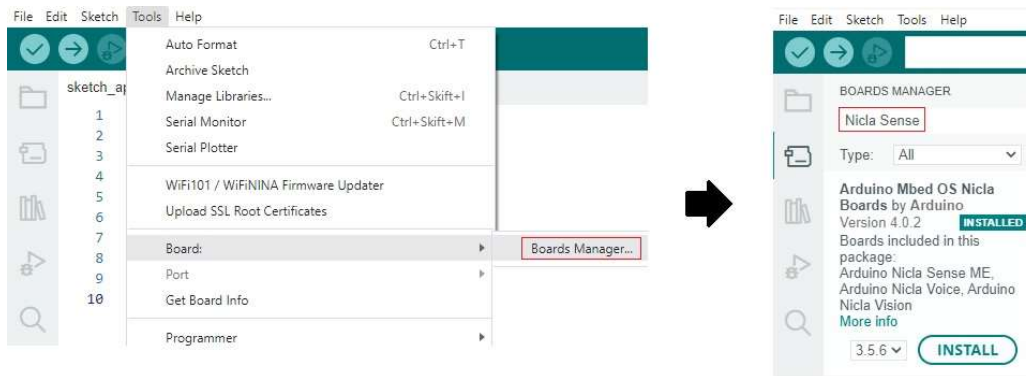 File Edit Sketch Tools Help
sketch_ap
1
2
3
4
5
6
7
8
9
10
Auto Format Ctrl+T
Archive Sketch
Manage Libraries... Ctrl+Skift+I
Serial Monitor Ctrl+Skift+M
Serial Plotter
WiFi101 / WiFiNINA Firmware Updater
Upload SSL Root Certificates
Board:
Boards Manager...
Port
Get Board Info
Programmer
File Edit Sketch Tools Help
BOARDS MANAGER
Nicla Sense
Type: All
Arduino Mbed OS Nicla
Boards by Arduino
Version 4.0.2 INSTALLED
Boards included in this
package:
Arduino Nicla Sense ME,
Arduino Nicla Voice, Arduino
Nicla Vision
More info
3.5.6 INSTALL